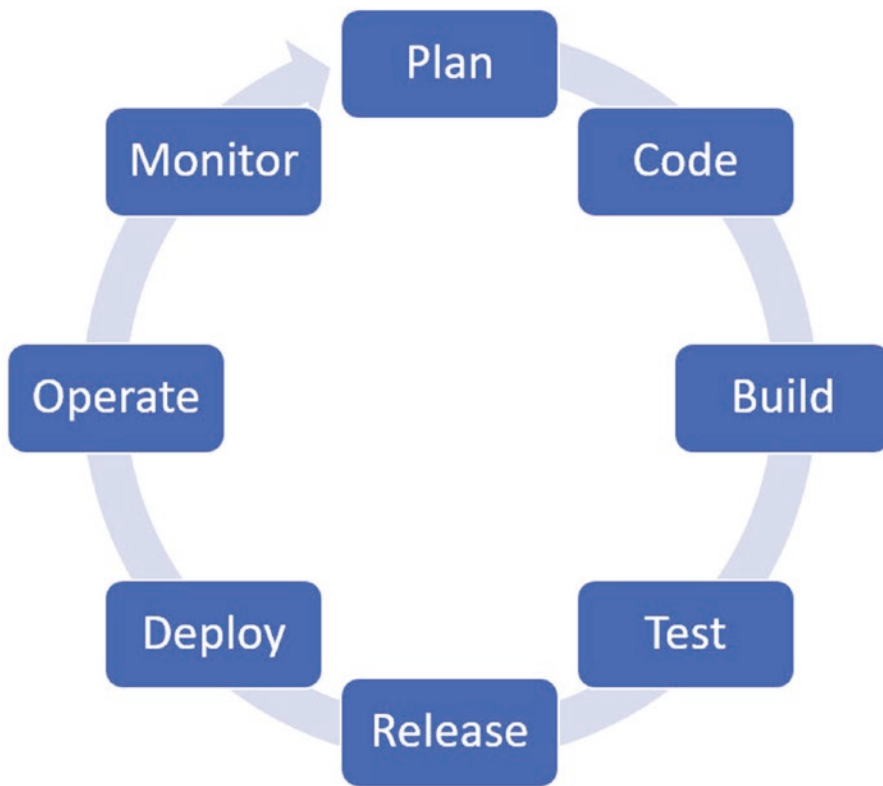 Plan
Code
Build
Test
Release
Deploy
Operate
Monitor